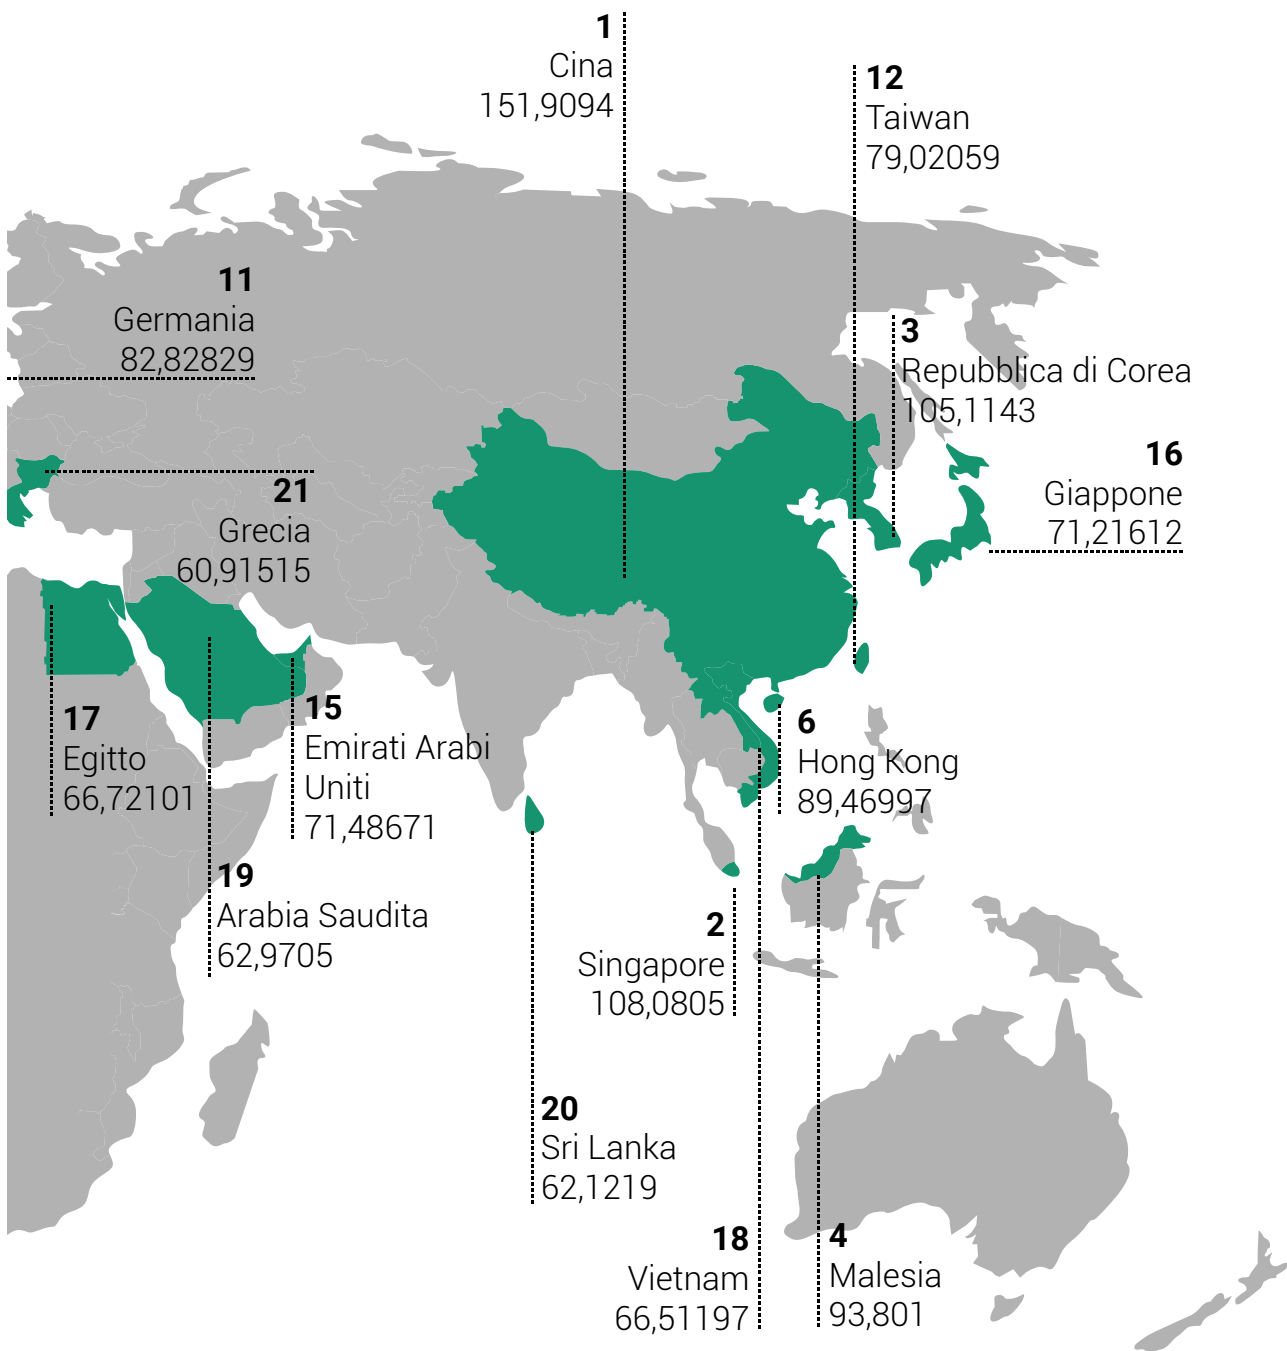 1
Cina
151,9094
12
Taiwan
79,02059
11
Germania
82,82829
3
Repubblica di Corea
105,1143
16
Giappone
71,21612
21
Grecia
60,91515
17
Egitto
66,72101
15
Emirati Arabi
Uniti
71,48671
6
Hong Kong
89,46997
19
Arabia Saudita
62,9705
2
Singapore
108,0805
20
Sri Lanka
62,1219
18
Vietnam
66,51197
4
Malesia
93,801